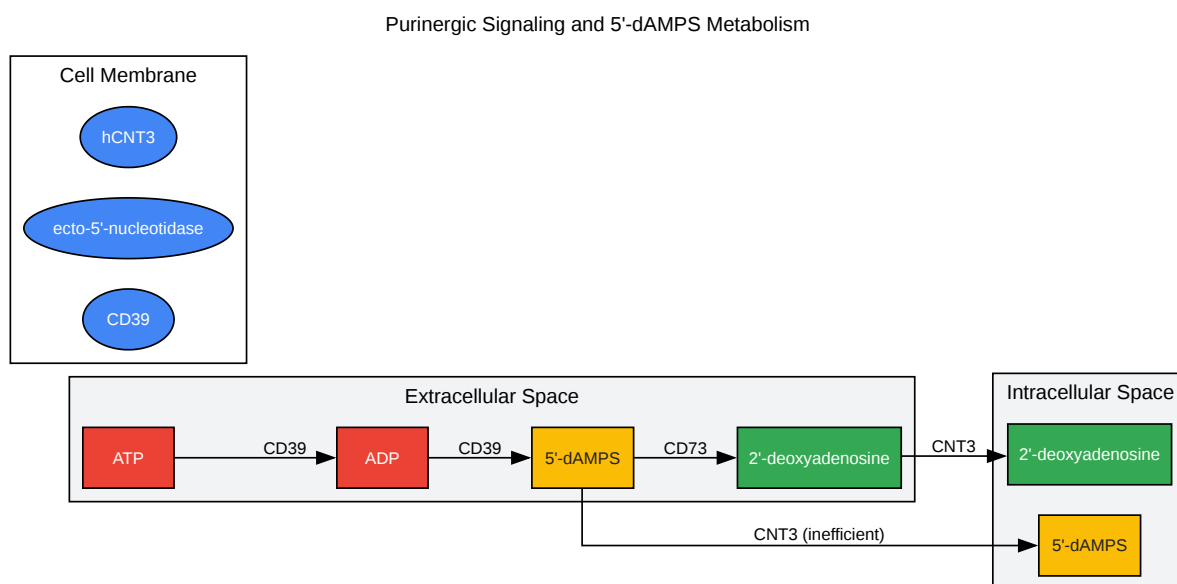 Purinergic Signaling and 5'-dAMPS Metabolism
Cell Membrane
hCNT3
ecto-5'-nucleotidase
CD39
Extracellular Space
ATP
CD39
ADP
CD39
5'-dAMPS
CD73
2'-deoxyadenosine
CNT3
Intracellular Space
2'-deoxyadenosine
CNT3 (inefficient)
5'-dAMPS